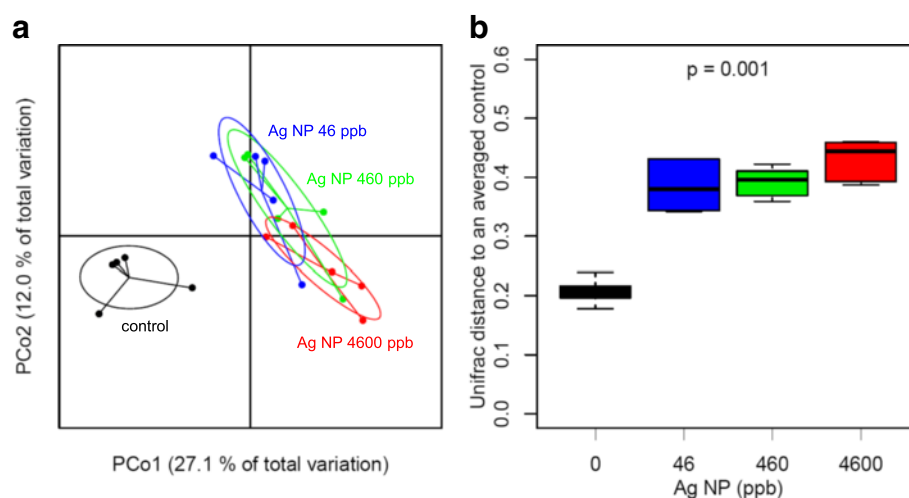 a
PCo2 (12.0 % of total variation)
Ag NP 46 ppb
Ag NP 460 ppb
control
Ag NP 4600 ppb
PCo1 (27.1 % of total variation)
b
Unifrac distance to an averaged control
0.6
0.5
0.4
0.3
0.2
0.1
0.0
p = 0.001
0 46 460 4600
Ag NP (ppb)